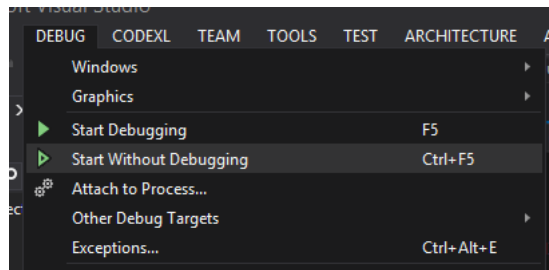 DEBUG CODEXL TEAM TOOLS TEST ARCHITECTURE
Windows
Graphics
Start Debugging F5
Start Without Debugging Ctrl+F5
Attach to Process...
Other Debug Targets
Exceptions... Ctrl+Alt+E